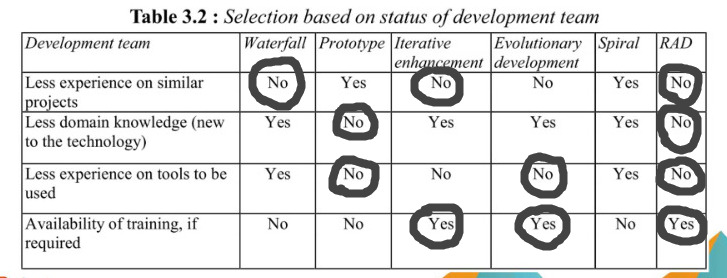 Table 3.2 : Selection based on status of development team
Development team Waterfall Prototype Iterative enhancement Evolutionary development Spiral RAD
Less experience on similar projects No Yes No No Yes No
Less domain knowledge (new to the technology) Yes No Yes Yes Yes No
Less experience on tools to be used Yes No No No Yes No
Availability of training, if required No No Yes Yes No Yes